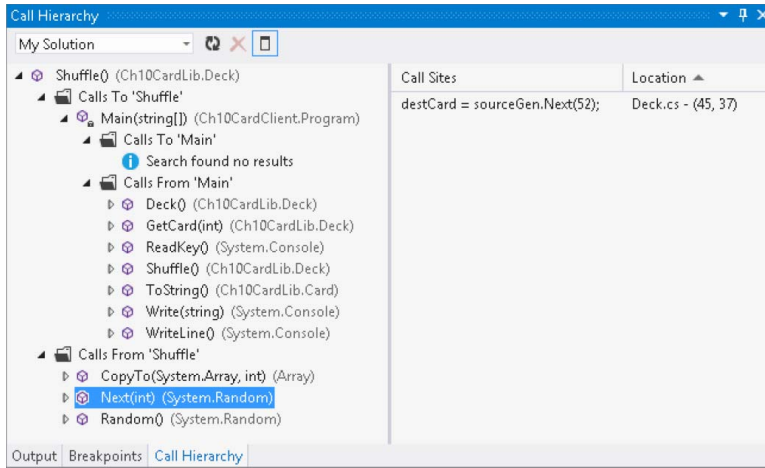 Call Hierarchy
My Solution
Shuffle() (Ch10CardLib.Deck)
Calls To 'Shuffle'
Main(string[]) (Ch10CardClient.Program)
Calls To 'Main'
Search found no results
Calls From 'Main'
Deck() (Ch10CardLib.Deck)
GetCard(int) (Ch10CardLib.Deck)
ReadKey() (System.Console)
Shuffle() (Ch10CardLib.Deck)
ToString() (Ch10CardLib.Card)
Write(string) (System.Console)
WriteLine() (System.Console)
Calls From 'Shuffle'
CopyTo(System.Array, int) (Array)
Next(int) (System.Random)
Random() (System.Random)
Call Sites Location
destCard = sourceGen.Next(52); Deck.cs - (45, 37)
Output Breakpoints Call Hierarchy